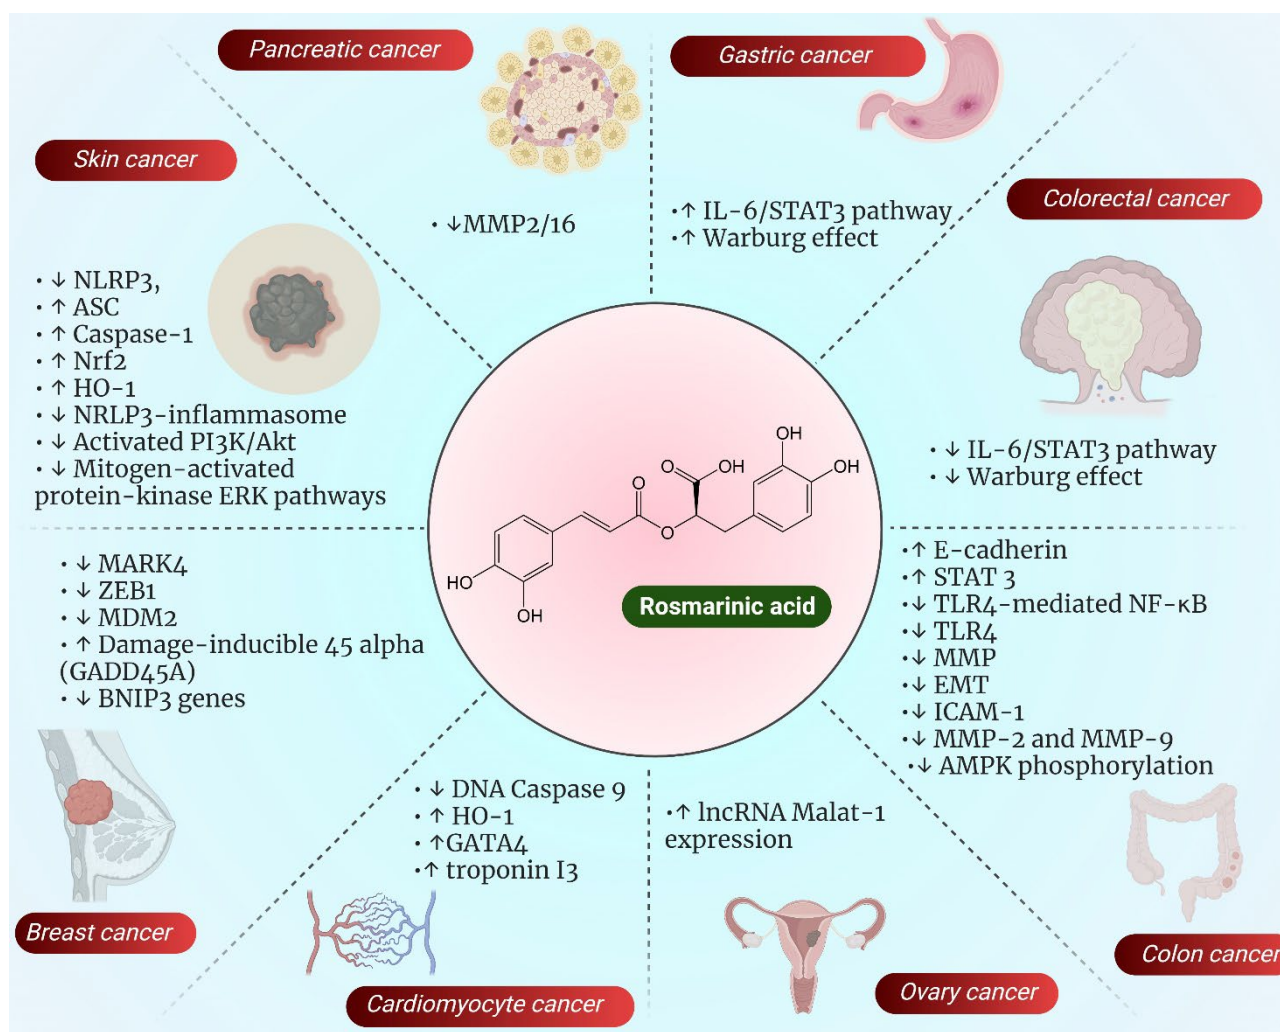 Pancreatic cancer
• ↓MMP2/16
Gastric cancer
• ↑ IL-6/STAT3 pathway
• ↑ Warburg effect
Skin cancer
• ↓ NLRP3,
• ↑ ASC
• ↑ Caspase-1
• ↑ Nrf2
• ↑ HO-1
• ↓ NRLP3-inflammasome
• ↓ Activated PI3K/Akt
• ↓ Mitogen-activated
protein-kinase ERK pathways
Colorectal cancer
• ↓ IL-6/STAT3 pathway
• ↓ Warburg effect
OH
O
OH
OH
O
O
HO
OH
Rosmarinic acid
• ↓ MARK4
• ↓ ZEB1
• ↓ MDM2
• ↑ Damage-inducible 45 alpha
(GADD45A)
• ↓ BNIP3 genes
Breast cancer
• ↑ E-cadherin
• ↑ STAT 3
• ↓ TLR4-mediated NF-κB
• ↓ TLR4
• ↓ MMP
• ↓ EMT
• ↓ ICAM-1
• ↓ MMP-2 and MMP-9
• ↓ AMPK phosphorylation
Colon cancer
• ↓ DNA Caspase 9
• ↑ HO-1
• ↑GATA4
• ↑ troponin I3
Cardiomyocyte cancer
• ↑ lncRNA Malat-1
expression
Ovary cancer